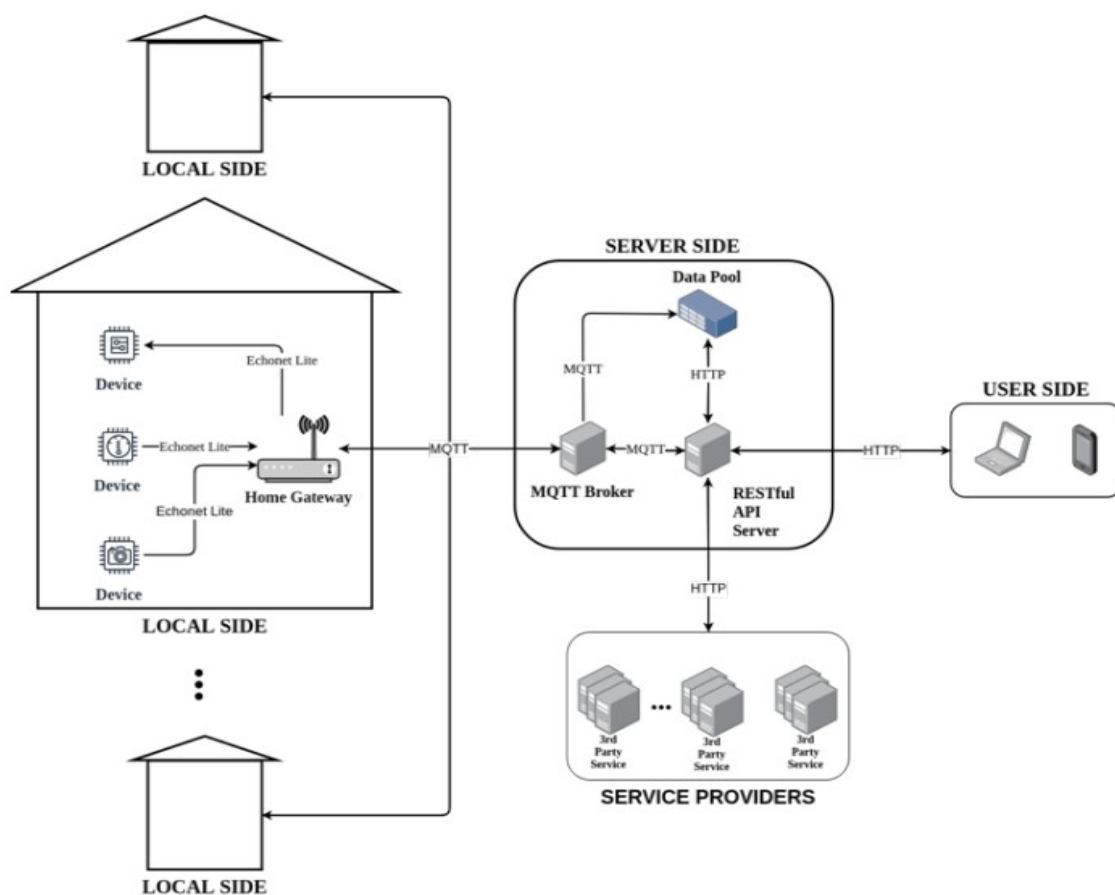 LOCAL SIDE
Echonet Lite
Device
Echonet Lite
Device
Home Gateway
Echonet Lite
Device
LOCAL SIDE
LOCAL SIDE
MQTT
SERVER SIDE
Data Pool
MQTT
HTTP
MQTT
MQTT Broker
RESTful
API
Server
HTTP
USER SIDE
HTTP
3rd
Party
Service
3rd
Party
Service
3rd
Party
Service
SERVICE PROVIDERS